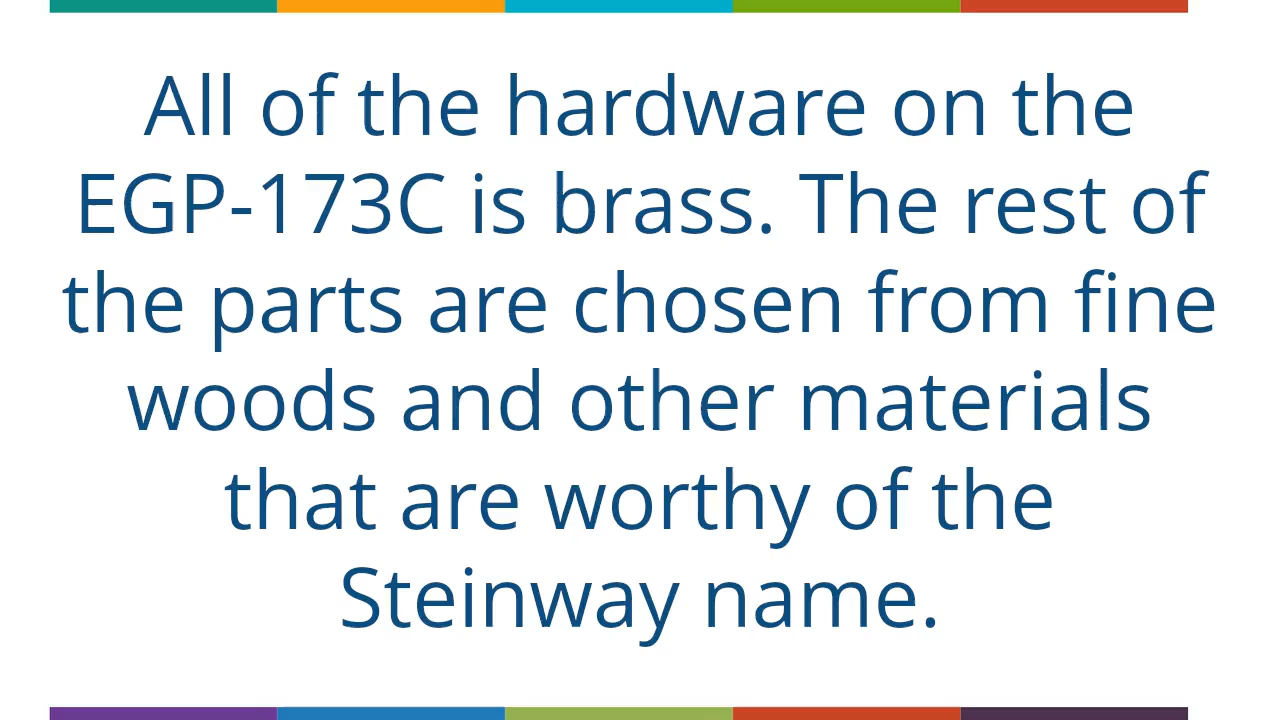 All of the hardware on the
EGP-173C is brass. The rest of
the parts are chosen from fine
woods and other materials
that are worthy of the
Steinway name.